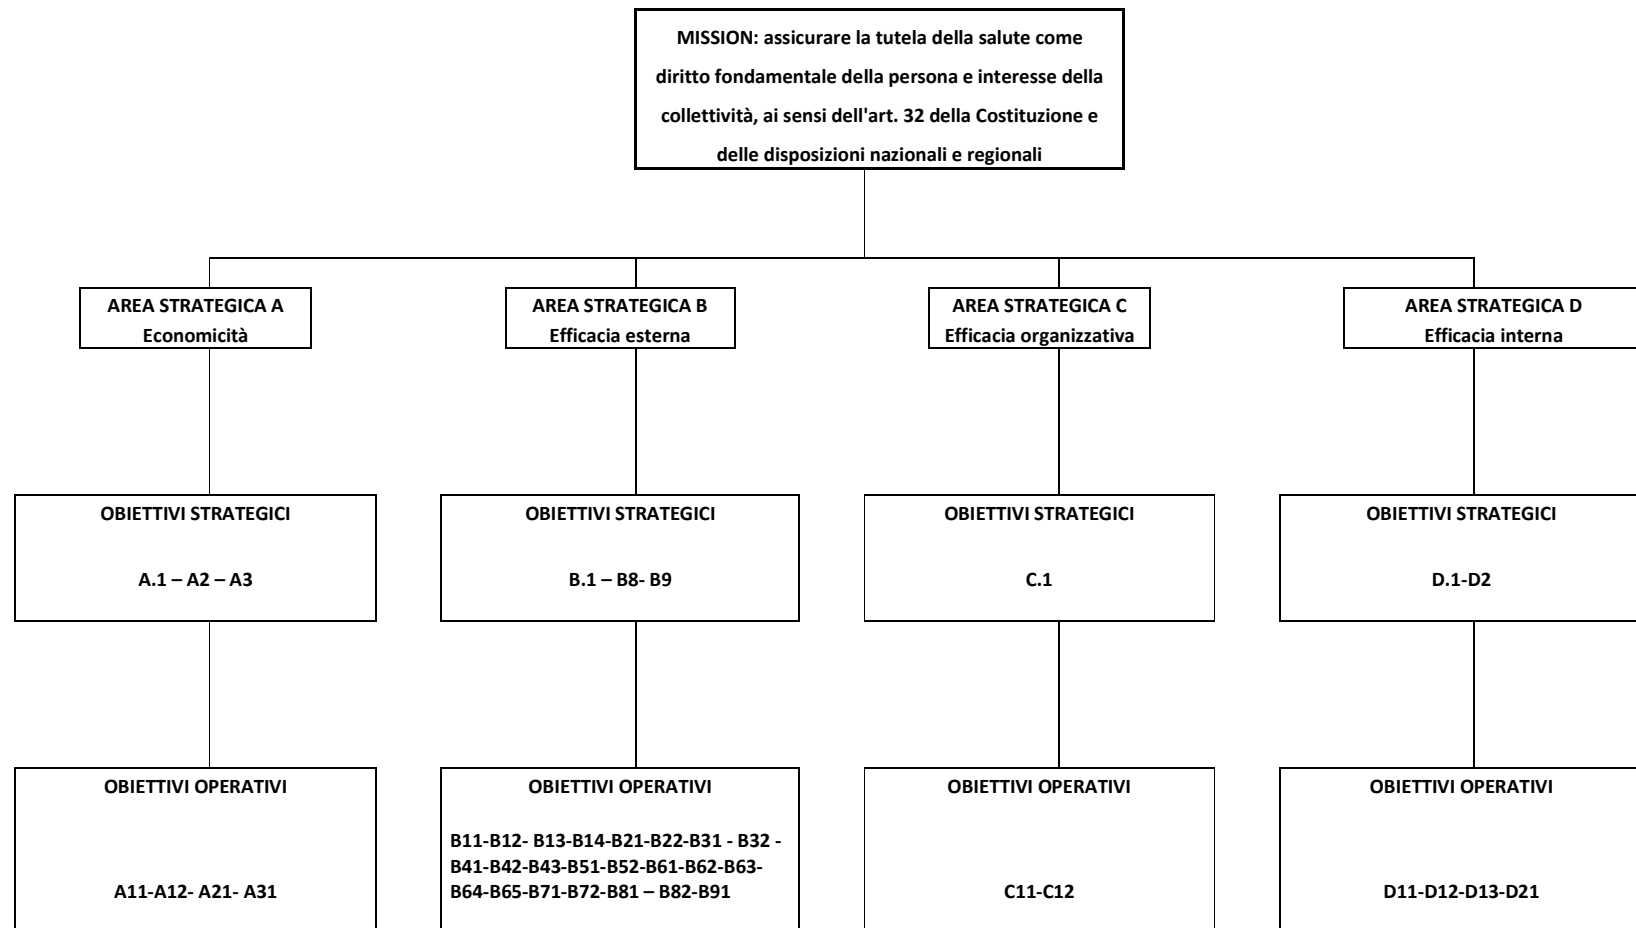 MISSION: assicurare la tutela della salute come
diritto fondamentale della persona e interesse della
collettività, ai sensi dell'art. 32 della Costituzione e
delle disposizioni nazionali e regionali
AREA STRATEGICA A
Economicità
AREA STRATEGICA B
Efficacia esterna
AREA STRATEGICA C
Efficacia organizzativa
AREA STRATEGICA D
Efficacia interna
OBIETTIVI STRATEGICI
A.1 – A2 – A3
OBIETTIVI STRATEGICI
B.1 – B8- B9
OBIETTIVI STRATEGICI
C.1
OBIETTIVI STRATEGICI
D.1-D2
OBIETTIVI OPERATIVI
A11-A12- A21- A31
OBIETTIVI OPERATIVI
B11-B12- B13-B14-B21-B22-B31 - B32 -
B41-B42-B43-B51-B52-B61-B62-B63-
B64-B65-B71-B72-B81 – B82-B91
OBIETTIVI OPERATIVI
C11-C12
OBIETTIVI OPERATIVI
D11-D12-D13-D21